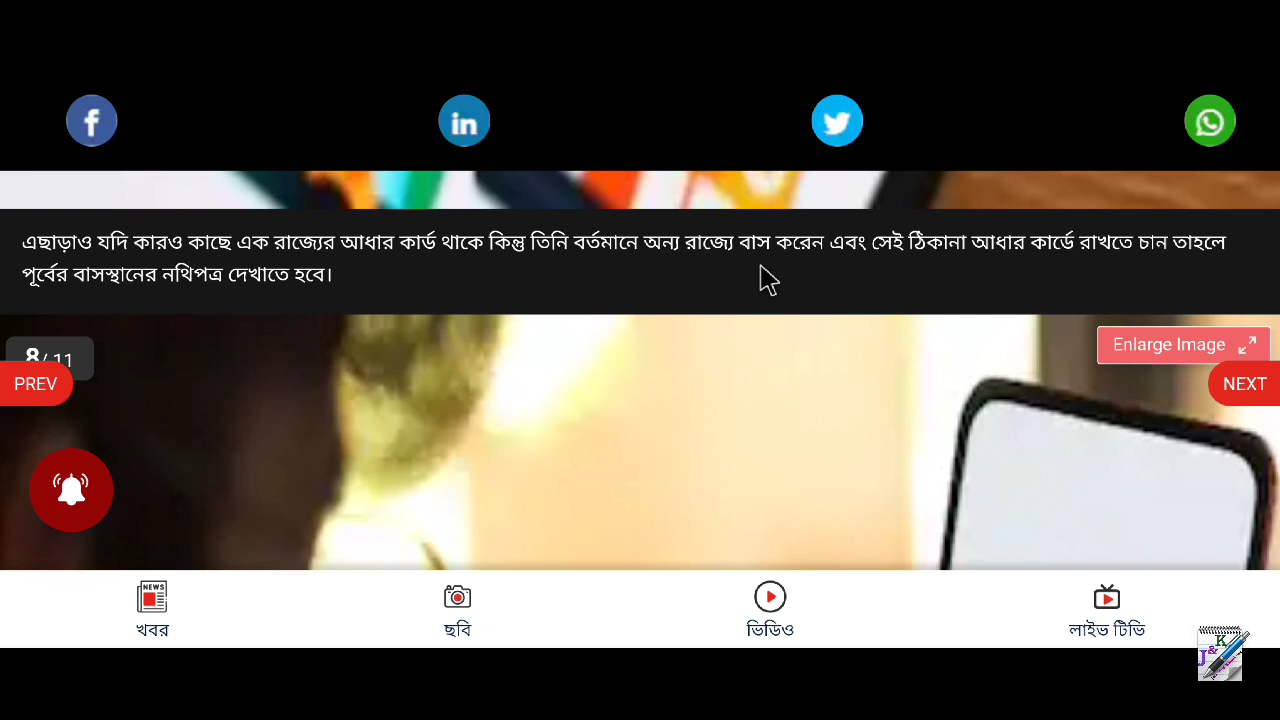 এছাড়াও যদি কারও কাছে এক রাজ্যের আধার কার্ড থাকে কিন্তু তিনি বর্তমানে অন্য রাজ্যে বাস করেন এবং সেই ঠিকানা আধার কার্ডে রাখতে চান তাহলে
পূর্বের বাসস্থানের নথিপত্র দেখাতে হবে।
8/ 11
Enlarge Image
PREV
NEXT
NEWS
খবর
ছবি
ভিডিও
লাইভ টিভি
J&K